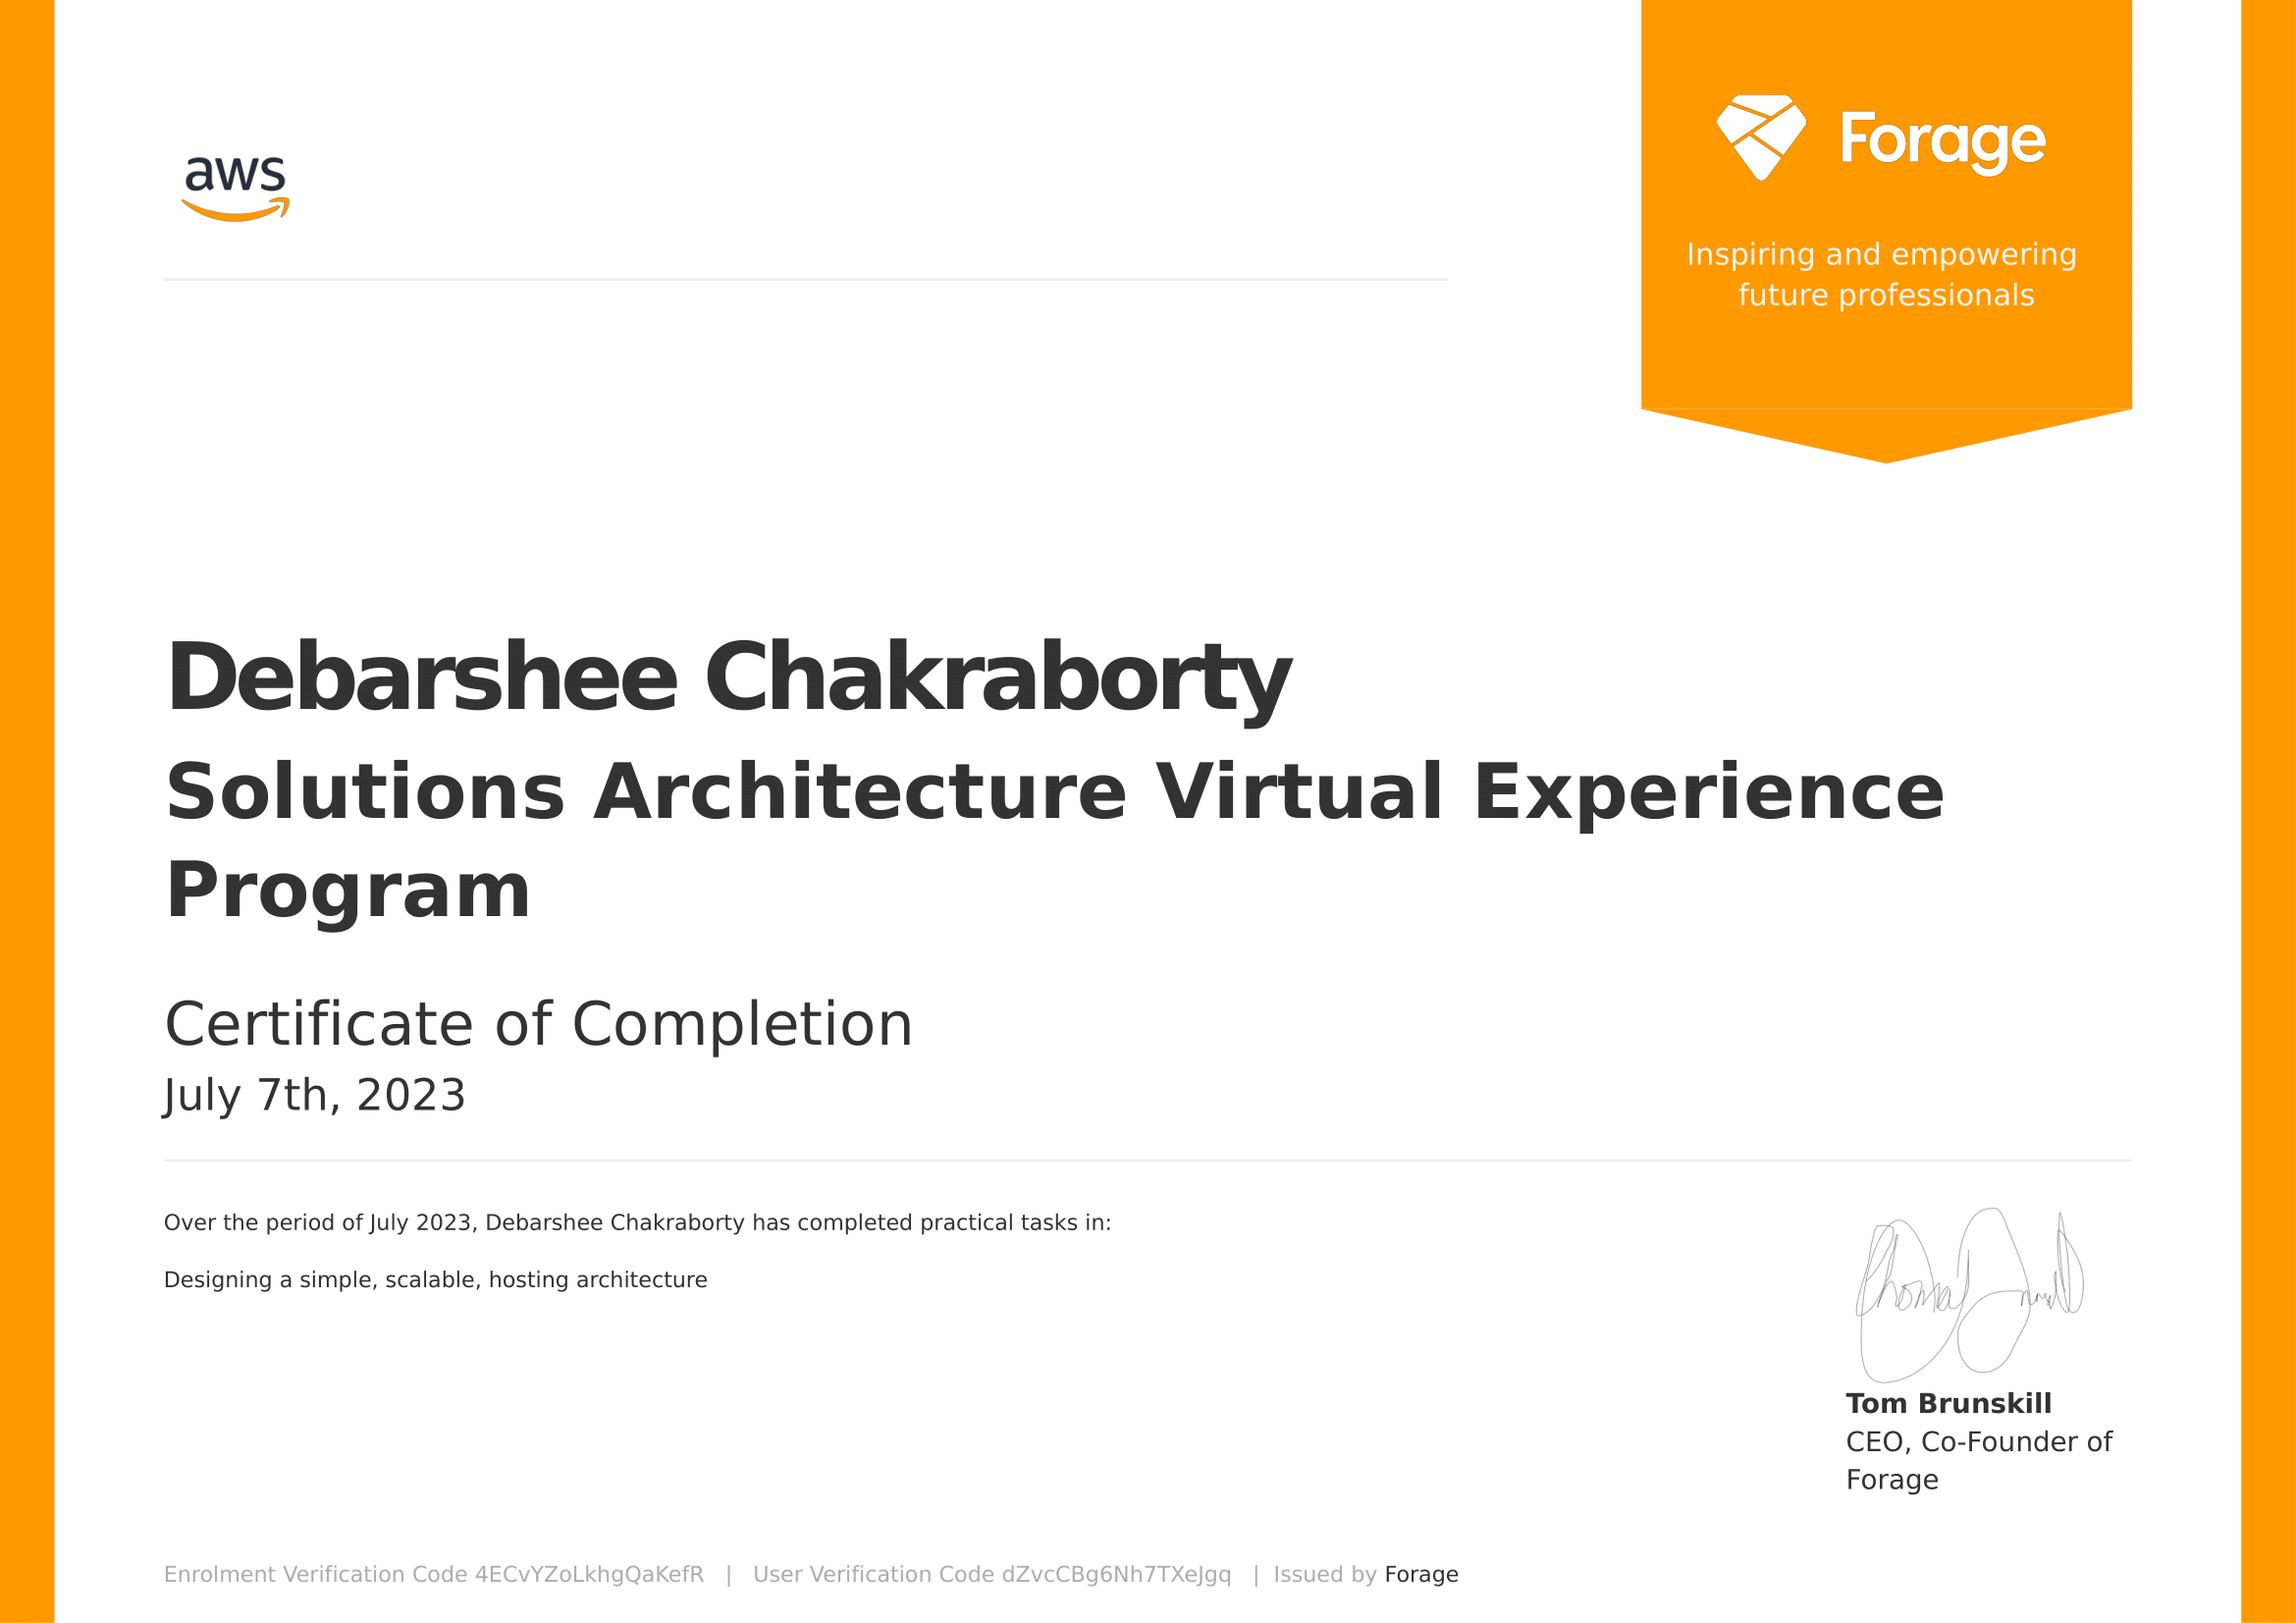 aws
Forage
Inspiring and empowering
future professionals
Debarshee Chakraborty
Solutions Architecture Virtual Experience
Program
Certificate of Completion
July 7th, 2023
Over the period of July 2023, Debarshee Chakraborty has completed practical tasks in:
Designing a simple, scalable, hosting architecture
Tom Brunskill
CEO, Co-Founder of
Forage
Enrolment Verification Code 4ECvYZoLkhgQaKefR | User Verification Code dZvcCBg6Nh7TXeJgq | Issued by Forage